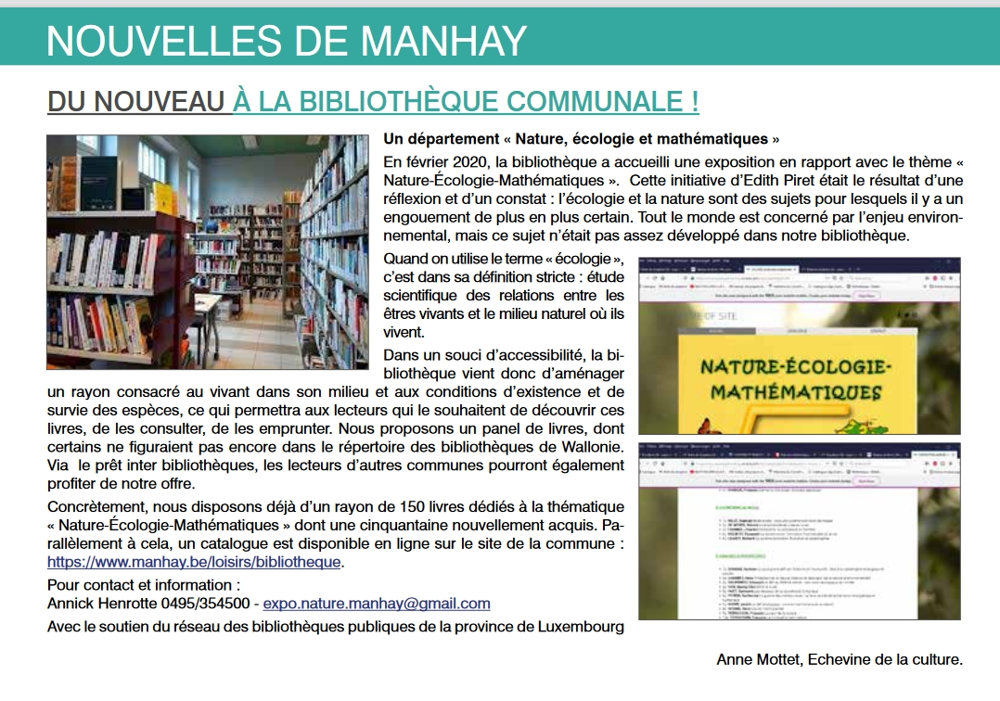 NOUVELLES DE MANHAY
DU NOUVEAU À LA BIBLIOTHÈQUE COMMUNALE !
Un département « Nature, écologie et mathématiques »
En février 2020, la bibliothèque a accueilli une exposition en rapport avec le thème «
Nature-Écologie-Mathématiques ». Cette initiative d'Edith Piret était le résultat d'une
réflexion et d'un constat : l'écologie et la nature sont des sujets pour lesquels il y a un
engouement de plus en plus certain. Tout le monde est concerné par l'enjeu environ-
nemental, mais ce sujet n'était pas assez développé dans notre bibliothèque.
Quand on utilise le terme « écologie »,
c'est dans sa définition stricte : étude
scientifique des relations entre les
êtres vivants et le milieu naturel où ils
vivent.
Dans un souci d'accessibilité, la bi-
bliothèque vient donc d'aménager
un rayon consacré au vivant dans son milieu et aux conditions d'existence et de
survie des espèces, ce qui permettra aux lecteurs qui le souhaitent de découvrir ces
livres, de les consulter, de les emprunter. Nous proposons un panel de livres, dont
certains ne figuraient pas encore dans le répertoire des bibliothèques de Wallonie.
Via le prêt inter bibliothèques, les lecteurs d'autres communes pourront également
profiter de notre offre.
Concrètement, nous disposons déjà d'un rayon de 150 livres dédiés à la thématique
« Nature-Écologie-Mathématiques » dont une cinquantaine nouvellement acquis. Pa-
rallèlement à cela, un catalogue est disponible en ligne sur le site de la commune :
https://www.manhay.be/loisirs/bibliotheque.
Pour contact et information :
Annick Henrotte 0495/354500 - expo.nature.manhay@gmail.com
Avec le soutien du réseau des bibliothèques publiques de la province de Luxembourg
OF SITE
NATURE-ÉCOLOGIE-
MATHÉMATIQUES
Anne Mottet, Echevine de la culture.